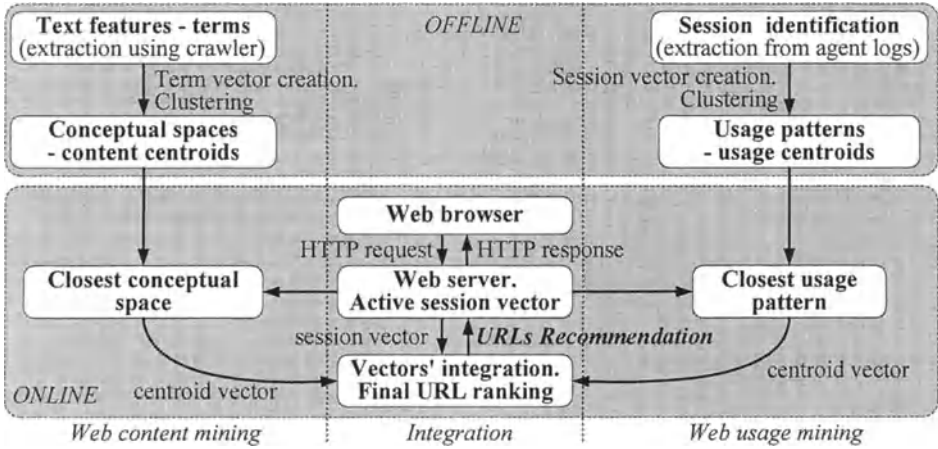 Text features - terms
(extraction using crawler)
OFFLINE
Session identification
(extraction from agent logs)
Term vector creation.
Clustering
Session vector creation.
Clustering
Conceptual spaces
- content centroids
Usage patterns
- usage centroids
Web browser
HTTP request
HTTP response
Closest conceptual
space
Web server.
Active session vector
Closest usage
pattern
session vector
URLs Recommendation
centroid vector
Vectors' integration.
Final URL ranking
centroid vector
ONLINE
Web content mining
Integration
Web usage mining